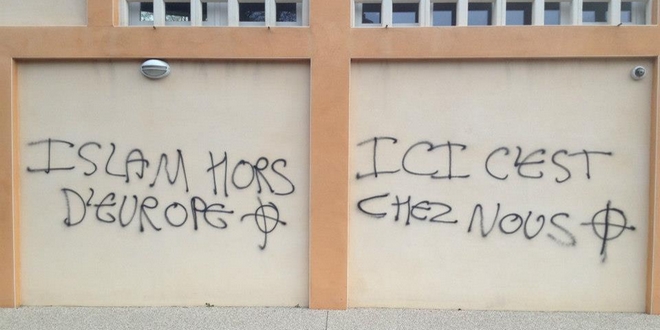 ISLAM HORS
D'EUROPE
ICI C'EST
CHEZ NOUS